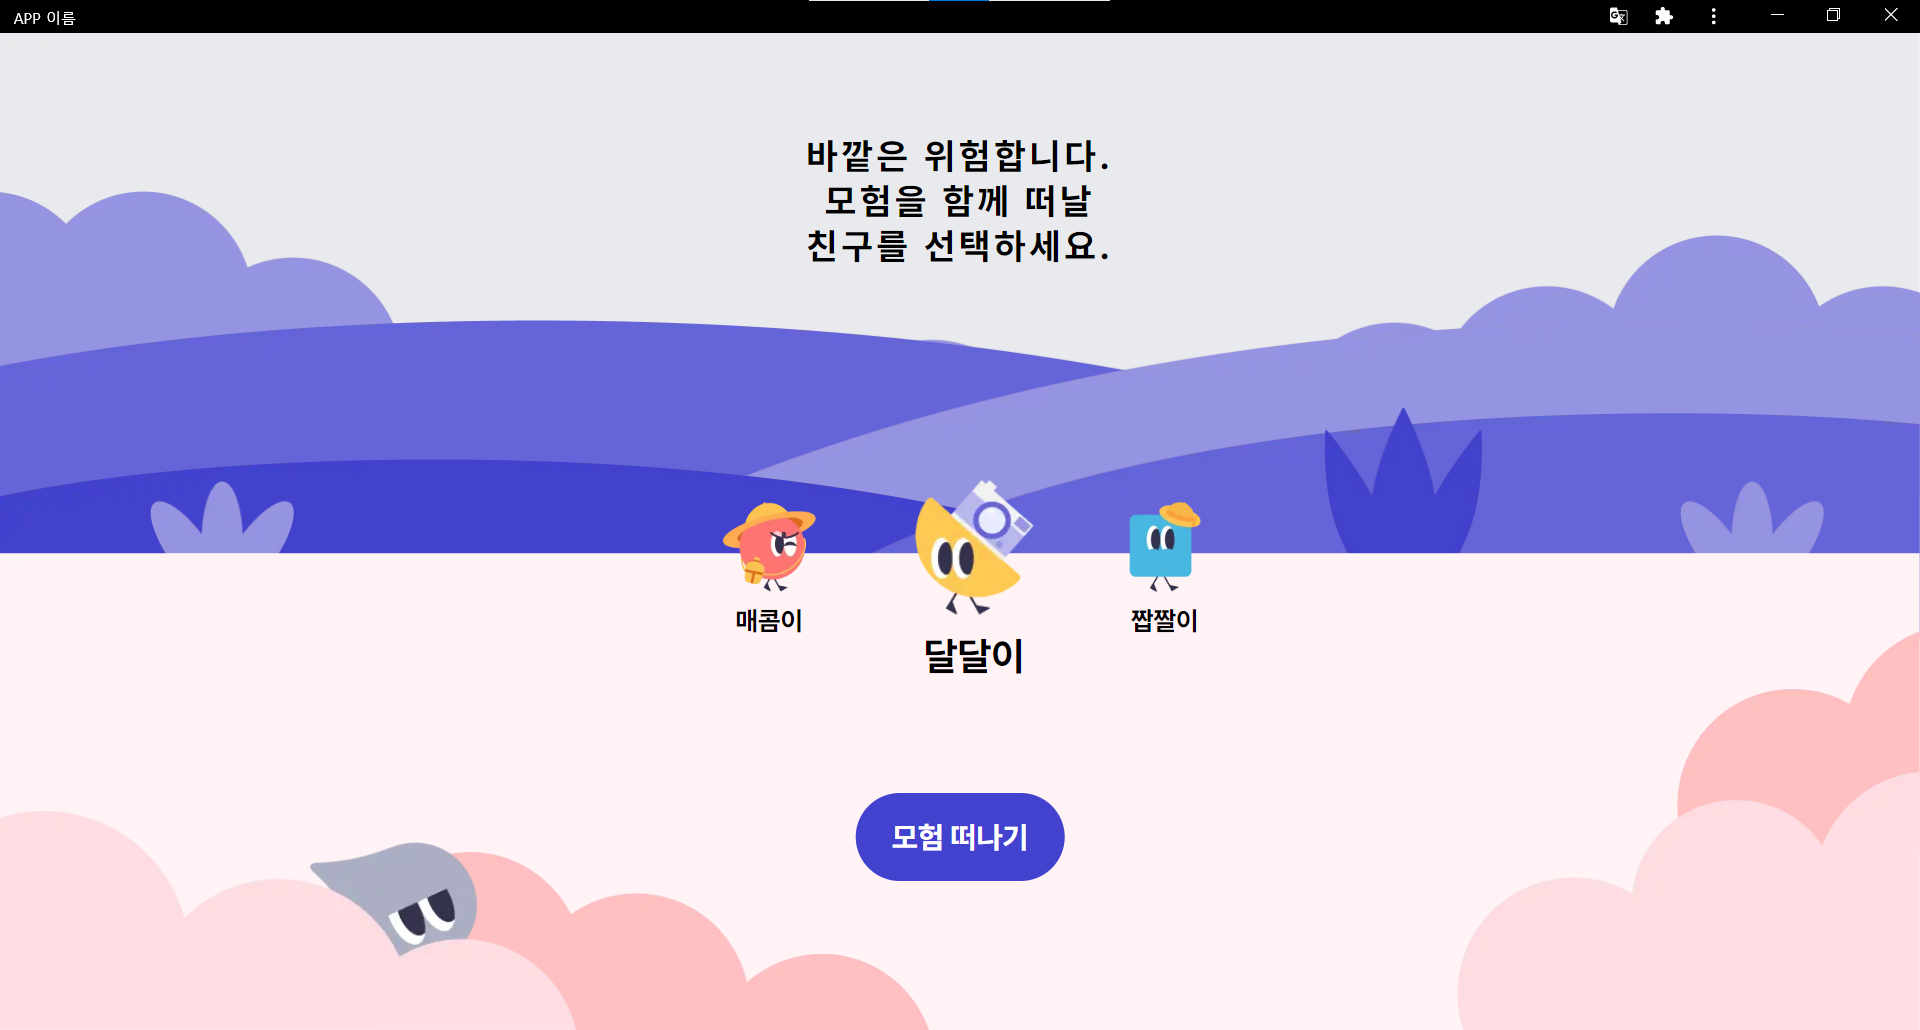 APP 이름
바깥은 위험합니다.
모험을 함께 떠날
친구를 선택하세요.
매콤이
달달이
짭짤이
모험 떠나기